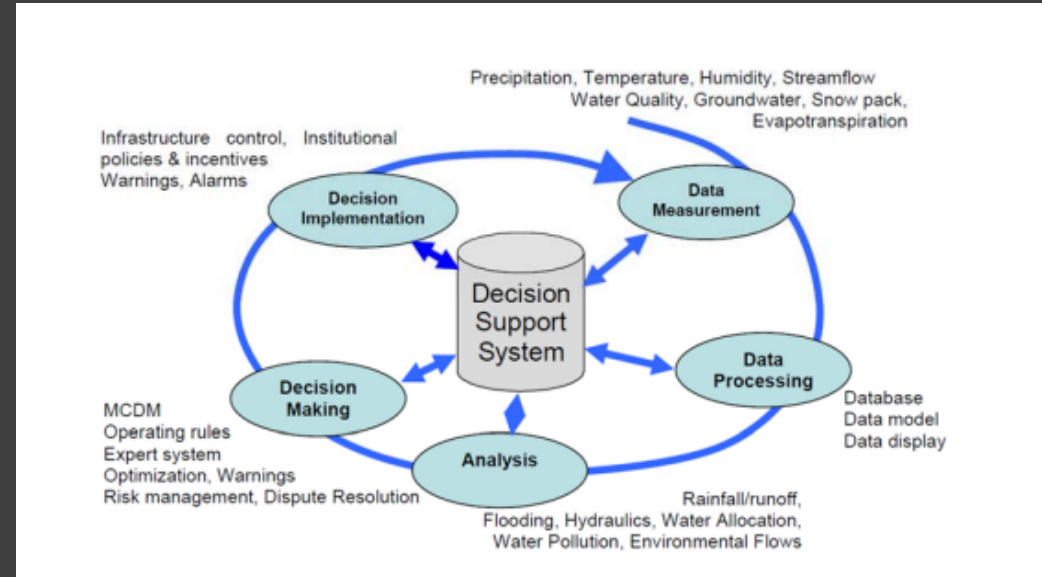 Precipitation, Temperature, Humidity, Streamflow
Water Quality, Groundwater, Snow pack,
Evapotranspiration
Infrastructure control, Institutional
policies & incentives
Warnings, Alarms
Decision
Implementation
Data
Measurement
Decision
Support
System
Data
Processing
Database
Data model
Data display
Decision
Making
MCDM
Operating rules
Expert system
Optimization, Warnings
Risk management, Dispute Resolution
Analysis
Rainfall/runoff,
Flooding, Hydraulics, Water Allocation,
Water Pollution, Environmental Flows